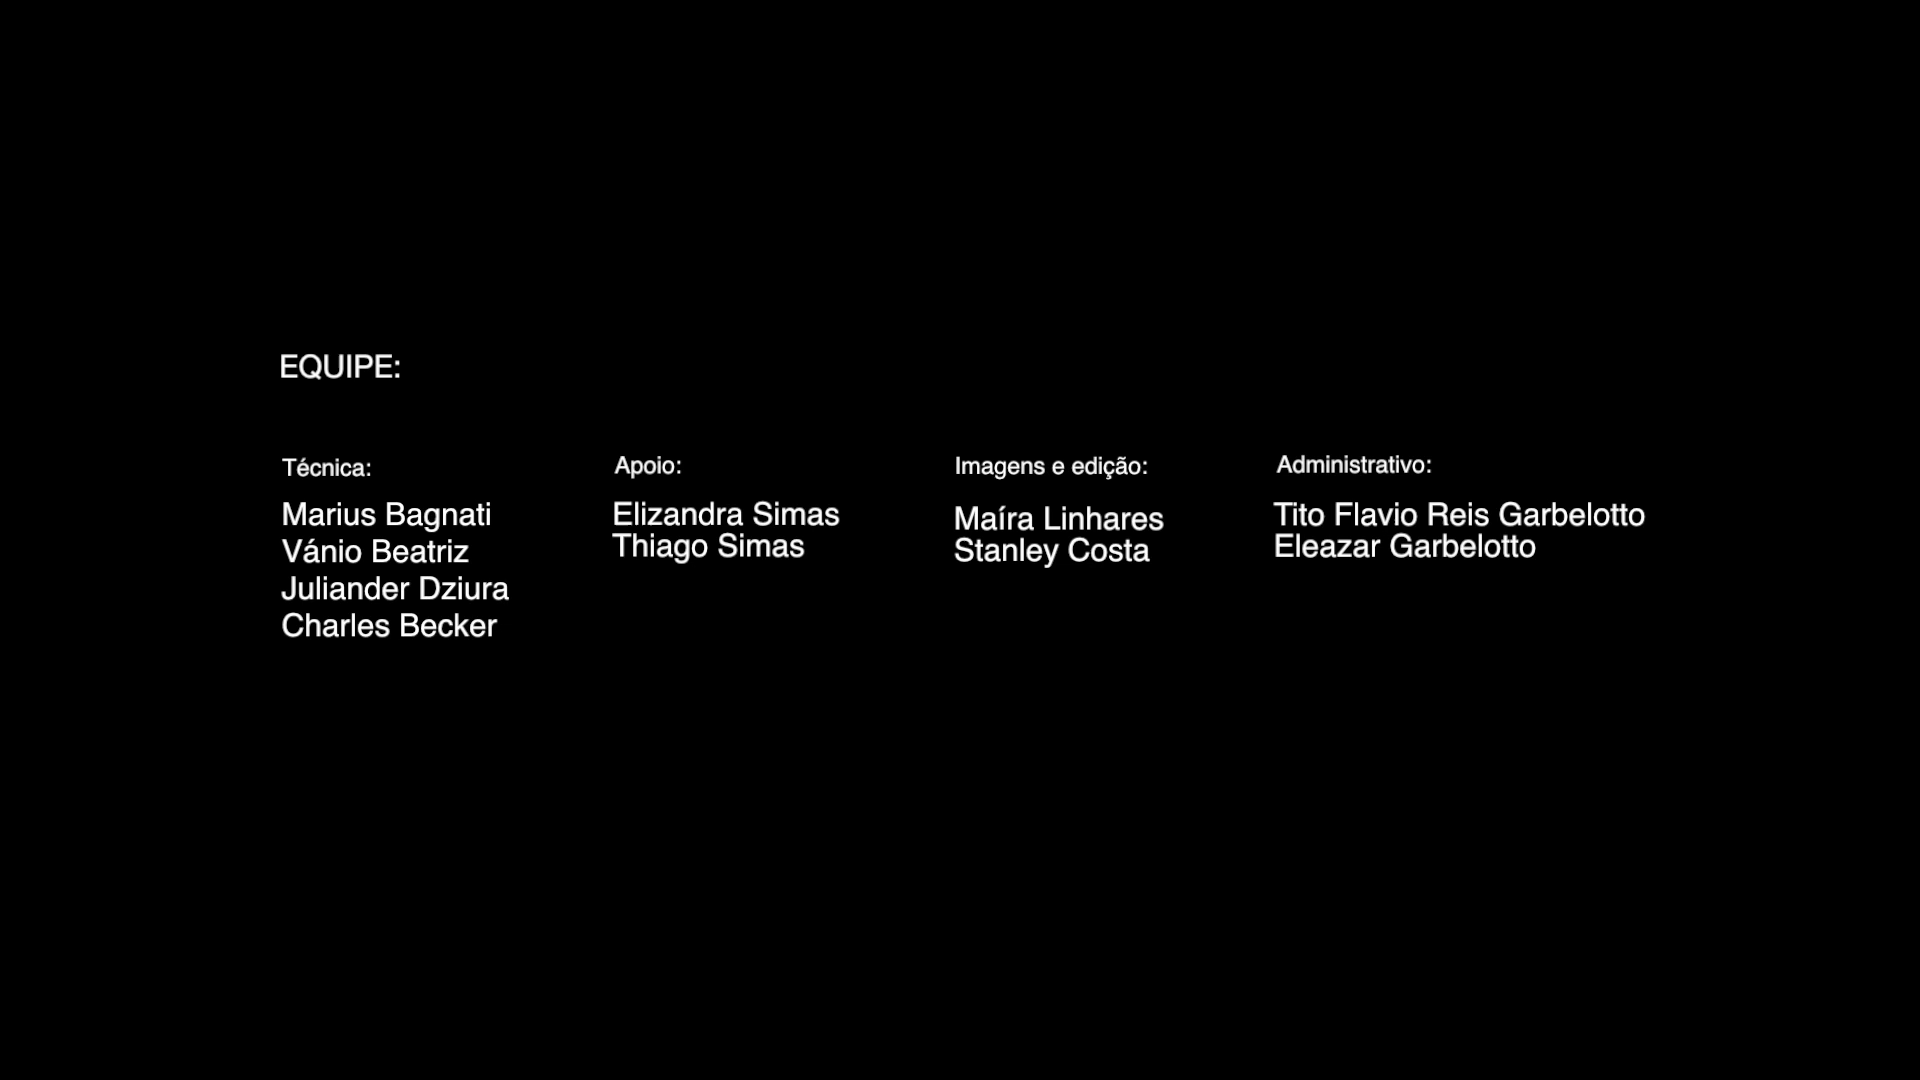 EQUIPE:
Técnica:
Marius Bagnati
Vánio Beatriz
Juliander Dziura
Charles Becker
Apoio:
Elizandra Simas
Thiago Simas
Imagens e edição:
Maíra Linhares
Stanley Costa
Administrativo:
Tito Flavio Reis Garbelotto
Eleazar Garbelotto